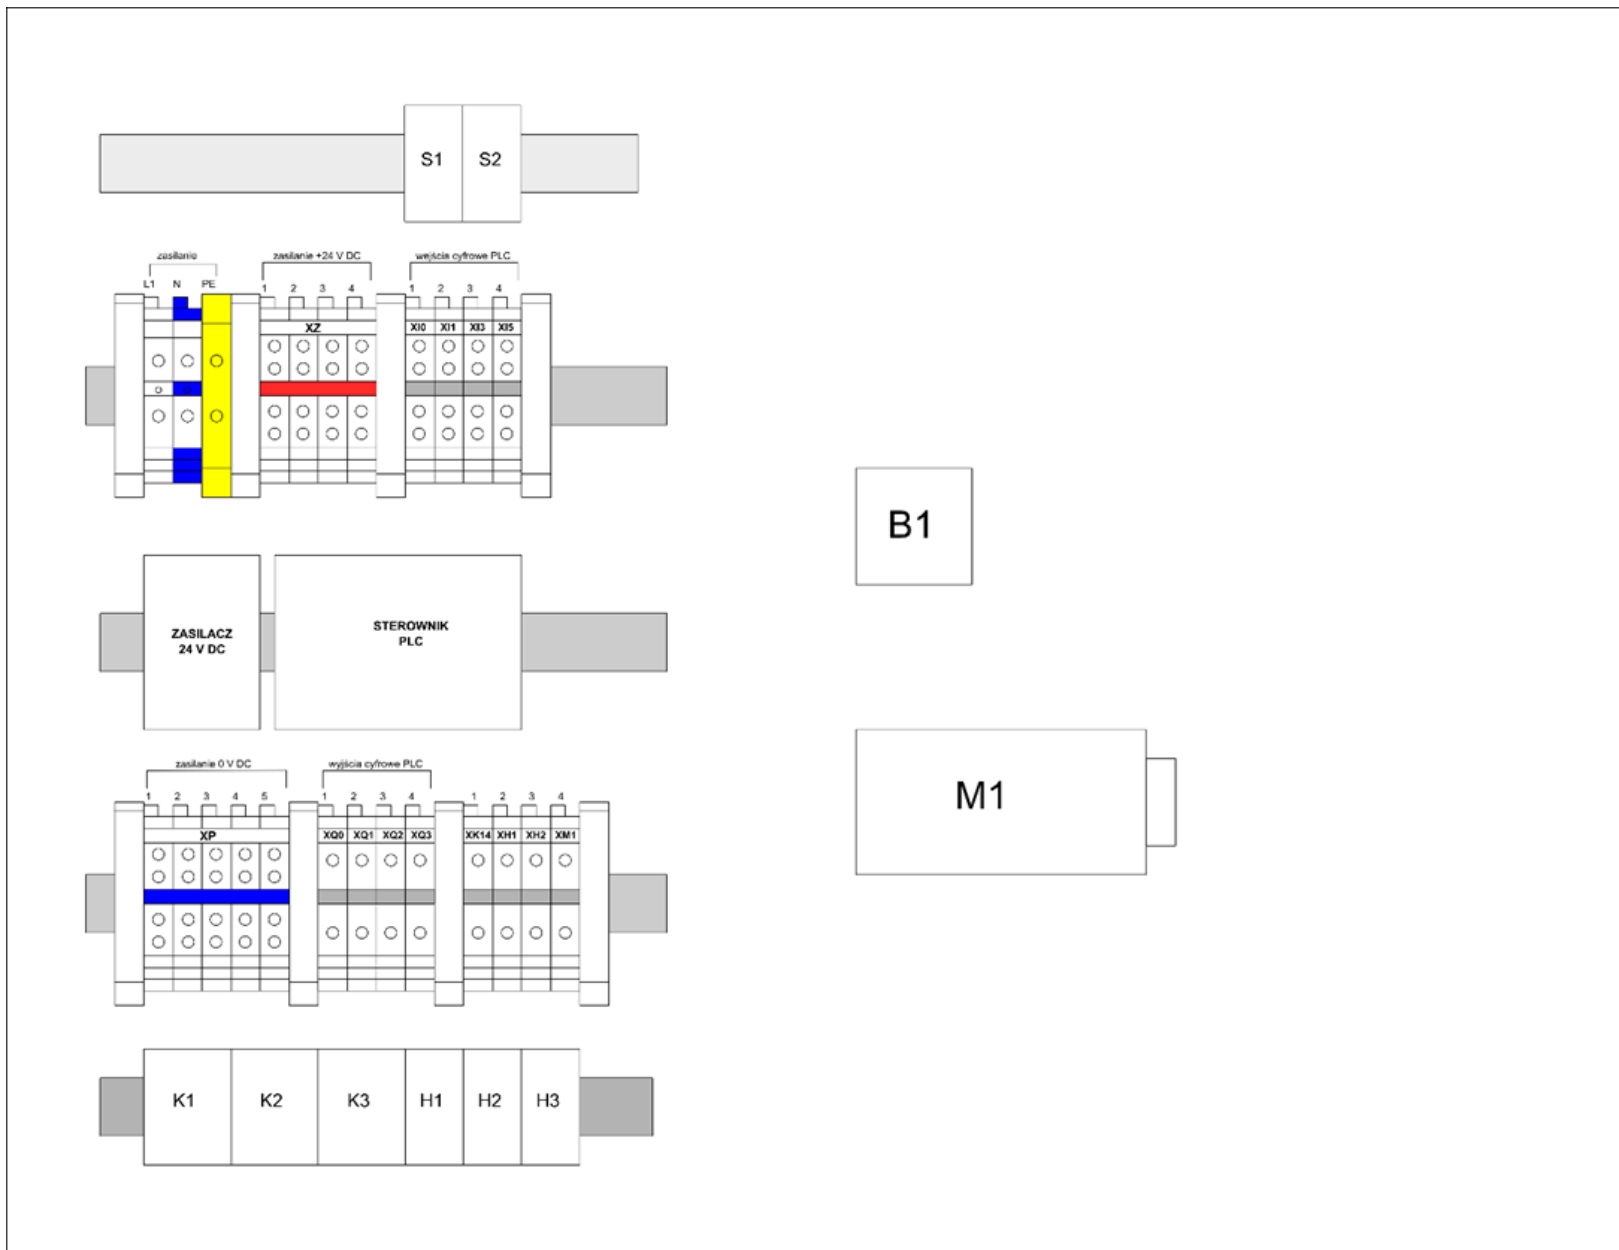 S1 S2
zasilanie
zasilanie +24 V DC
wejścia cyfrowe PLC
L1 N PE
1 2 3 4
1 2 3 4
XZ
XI0 XI1 XI3 XI5
B1
ZASILACZ
24 V DC
STEROWNIK
PLC
M1
zasilanie 0 V DC
wyjścia cyfrowe PLC
1 2 3 4 5
1 2 3 4
1 2 3 4
XP
XQ0 XQ1 XQ2 XQ3
XK14 XH1 XH2 XM1
K1 K2 K3 H1 H2 H3